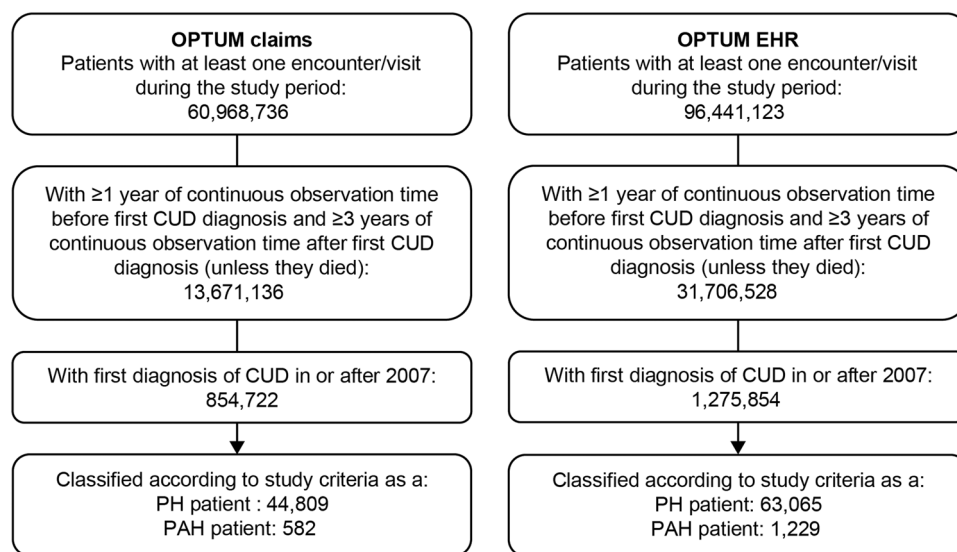 OPTUM claims
Patients with at least one encounter/visit
during the study period:
60,968,736
With ≥1 year of continuous observation time
before first CUD diagnosis and ≥3 years of
continuous observation time after first CUD
diagnosis (unless they died):
13,671,136
With first diagnosis of CUD in or after 2007:
854,722
Classified according to study criteria as a:
PH patient : 44,809
PAH patient: 582
OPTUM EHR
Patients with at least one encounter/visit
during the study period:
96,441,123
With ≥1 year of continuous observation time
before first CUD diagnosis and ≥3 years of
continuous observation time after first CUD
diagnosis (unless they died):
31,706,528
With first diagnosis of CUD in or after 2007:
1,275,854
Classified according to study criteria as a:
PH patient: 63,065
PAH patient: 1,229